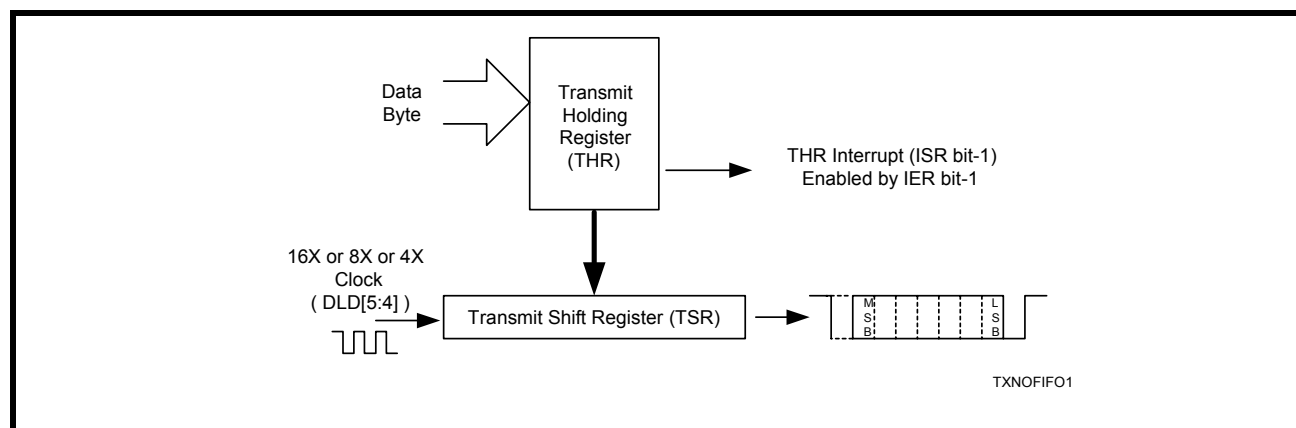 Data
Byte
Transmit
Holding
Register
(THR)
THR Interrupt (ISR bit-1)
Enabled by IER bit-1
16X or 8X or 4X
Clock
( DLD[5:4] )
Transmit Shift Register (TSR)
M
S
B
L
S
B
TXNOFIFO1